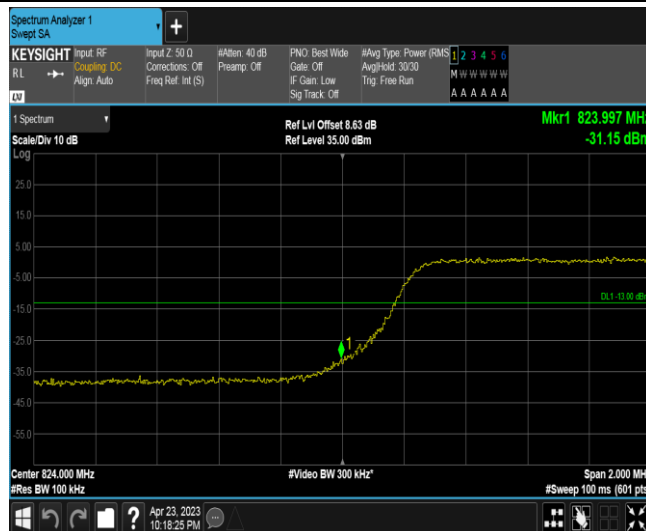 Spectrum Analyzer 1
Swept SA
+
KEYSIGHT Input: RF Input Z: 50 Ω #Atten: 40 dB PNO: Best Wide #Avg Type: Power (RMS 1 2 3 4 5 6
RL Coupling: DC Corrections: Off Preamp: Off Gate: Off Avg|Hold: 30/30 M W W W W W
Align: Auto Freq Ref: Int (S) IF Gain: Low Trig: Free Run
Sig Track: Off A A A A A A
LXI
1 Spectrum Ref Lvl Offset 8.63 dB Mkr1 823.997 MHz
Scale/Div 10 dB Ref Level 35.00 dBm -31.15 dBm
Log
25.0
15.0
5.00
-5.00
DL1 -13.00 dBm
-15.0
-25.0
1
-35.0
-45.0
-55.0
Center 824.000 MHz #Video BW 300 kHz* Span 2.000 MH
#Res BW 100 kHz #Sweep 100 ms (601 pts
? Apr 23, 2023
10:18:25 PM